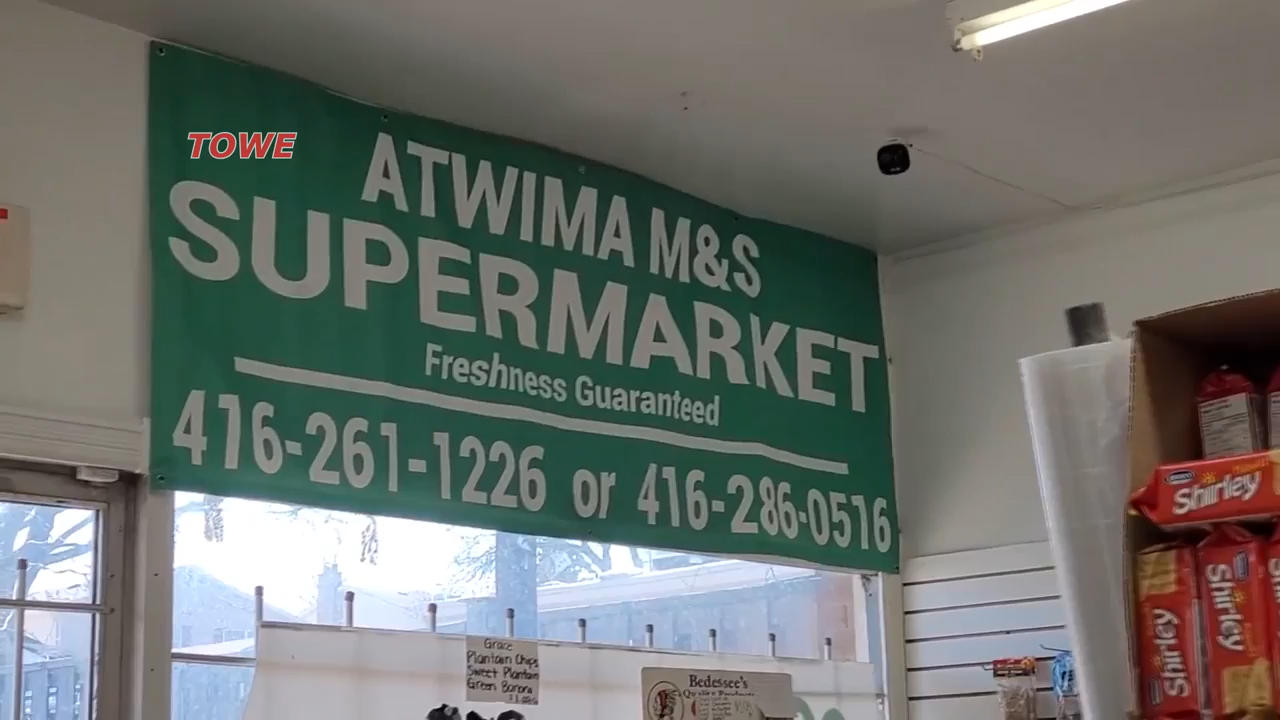 TOWE
ATWIMA M&S
SUPERMARKET
Freshness Guaranteed
416-261-1226 or 416-286-0516
Shirley
Shirley
Shirley
Grace
Plantain Chips
Sweet Plantain
Green Banana
Bedessee's